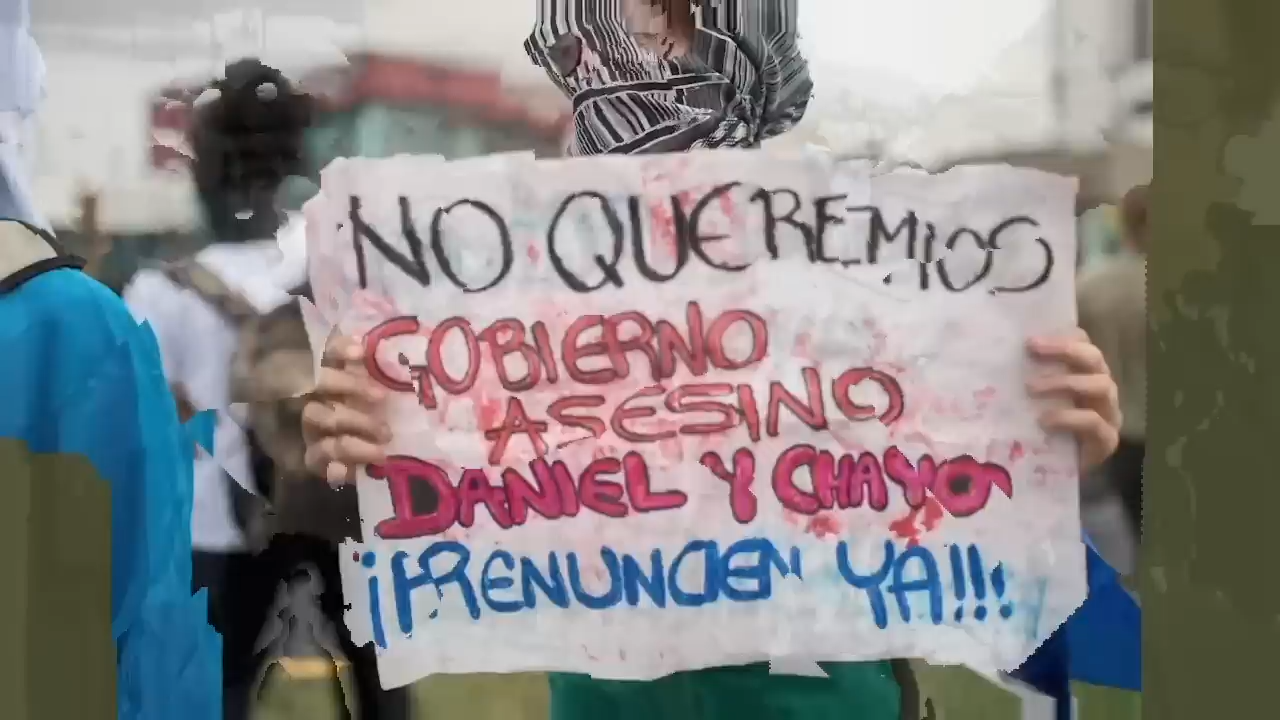 NO QUEREMOS
GOBIERNO
ASESINO
DANIEL Y CHAYO
¡RENUNCIEN YA!!!